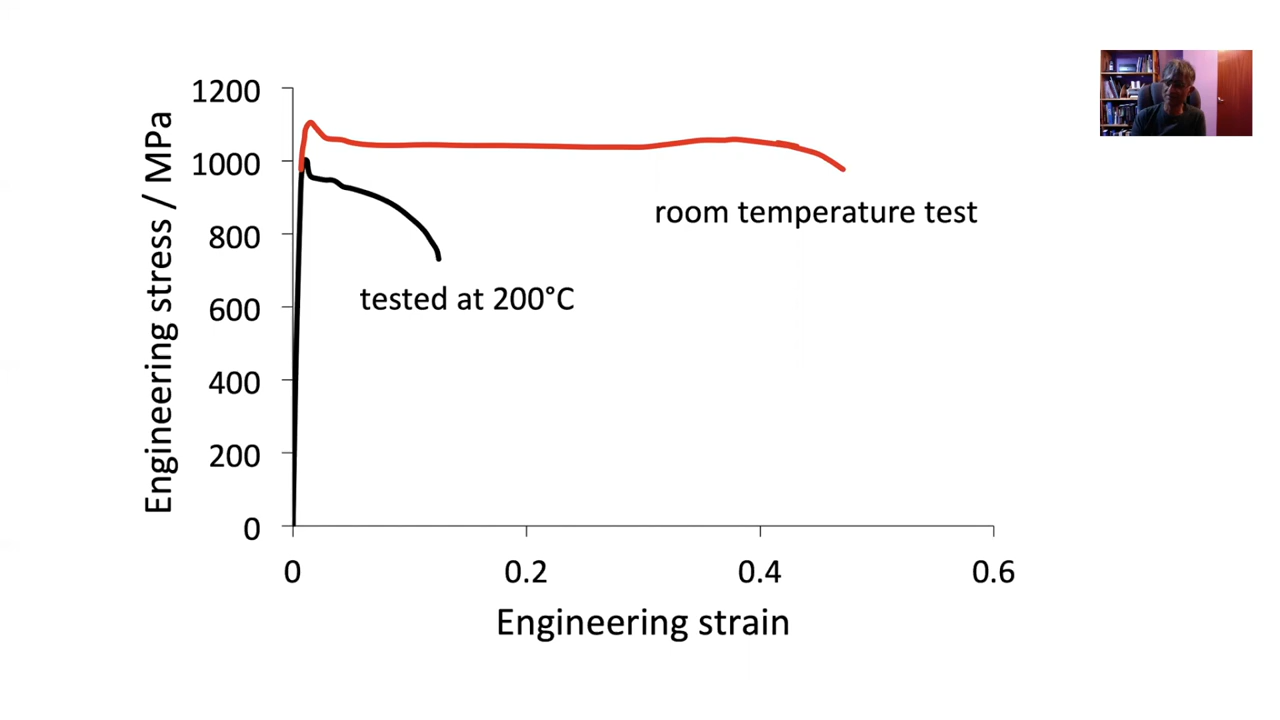 Engineering stress / MPa
1200
1000
800
600
400
200
0
room temperature test
tested at 200°C
0
0.2
0.4
0.6
Engineering strain